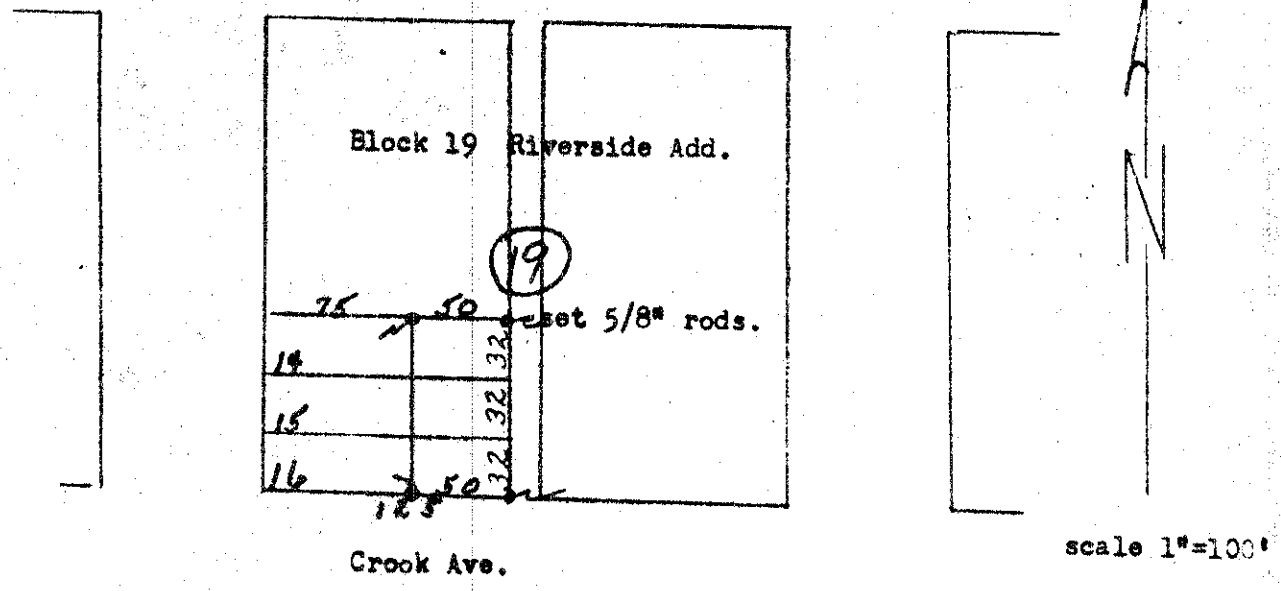 Block 19 Riverside Add.
19
75 50 set 5/8" rods.
32
14
32
15
32
16
50
125
Crook Ave.
N
scale 1"=100'